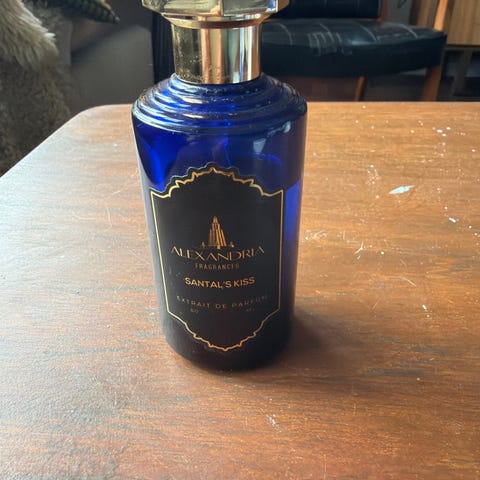 ALEXANDRIA
FRAGRANCES
SANTAL'S KISS
EXTRAIT DE PARFUM